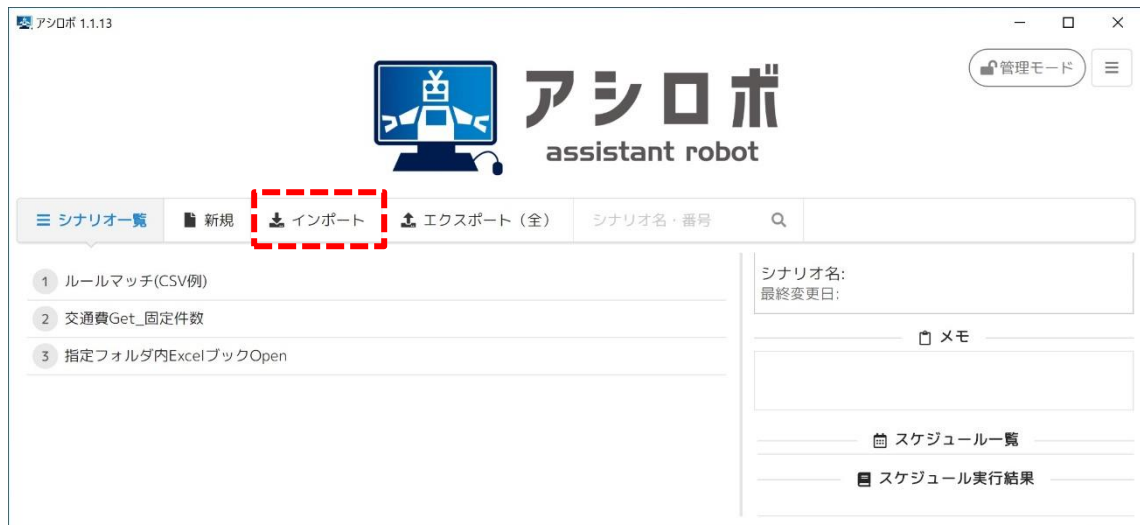 アシロボ 1.1.13
管理モード
アシロボ
assistant robot
シナリオ一覧
新規
インポート
エクスポート（全）
シナリオ名・番号
1 ルールマッチ(CSV例)
2 交通費Get_固定件数
3 指定フォルダ内ExcelブックOpen
シナリオ名:
最終変更日:
メモ
スケジュール一覧
スケジュール実行結果